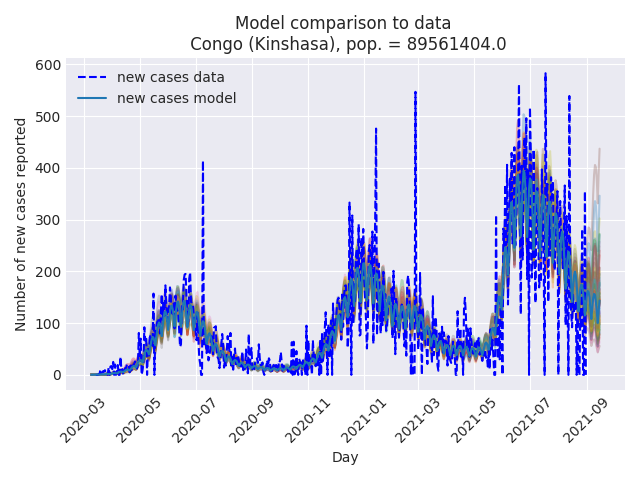 Model comparison to data
Congo (Kinshasa), pop. = 89561404.0
new cases data
new cases model
Number of new cases reported
600
500
400
300
200
100
0
2020-03
2020-05
2020-07
2020-09
2020-11
2021-01
2021-03
2021-05
2021-07
2021-09
Day